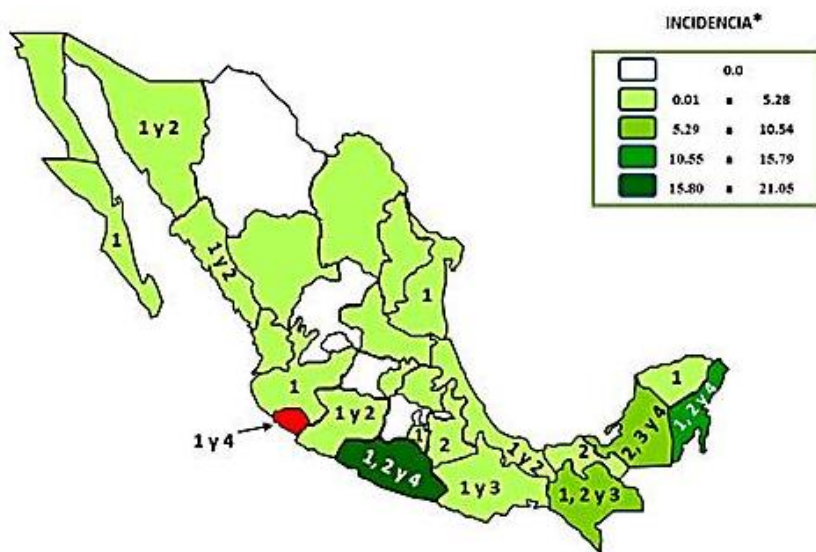 INCIDENCIA*
0.0
0.01 a 5.28
5.29 a 10.54
10.55 a 15.79
15.80 a 21.05
1 y 2
1
1 y 2
1
1
1 y 2
1 y 4
1, 2 y 4
1
2
1 y 3
1 y 2
2
1, 2 y 3
2, 3 y 4
1
1, 2 y 4